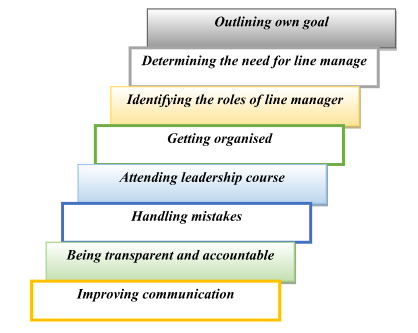 Outlining own goal
Determining the need for line manage
Identifying the roles of line manager
Getting organised
Attending leadership course
Handling mistakes
Being transparent and accountable
Improving communication